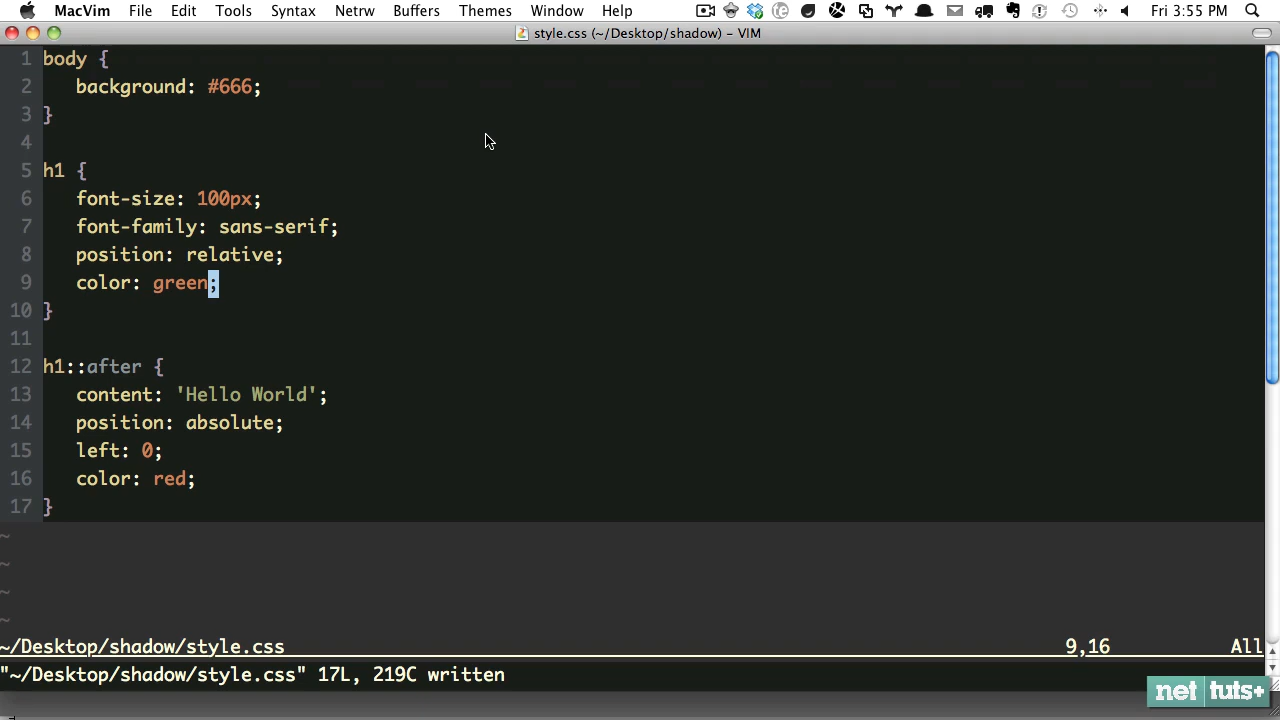 MacVim File Edit Tools Syntax Netrw Buffers Themes Window Help Fri 3:55 PM
style.css (~/Desktop/shadow) – VIM
1 body {
2    background: #666;
3 }
4
5 h1 {
6    font-size: 100px;
7    font-family: sans-serif;
8    position: relative;
9    color: green;
10 }
11
12 h1::after {
13    content: 'Hello World';
14    position: absolute;
15    left: 0;
16    color: red;
17 }
~
~
~
~
~/Desktop/shadow/style.css 9,16 All
"~/Desktop/shadow/style.css" 17L, 219C written
net tuts+